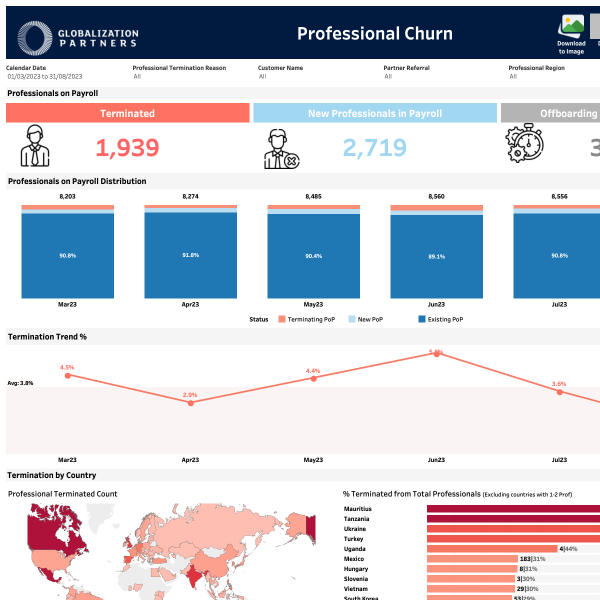 GLOBALIZATION
PARTNERS
Professional Churn
Download
to Image
Calendar Date
01/03/2023 to 31/08/2023
Professional Termination Reason
All
Customer Name
All
Partner Referral
All
Professional Region
All
Professionals on Payroll
Terminated
New Professionals in Payroll
Offboarding
1,939
2,719
3
Professionals on Payroll Distribution
8,203 8,274 8,485 8,560 8,556
90.8% 91.8% 90.4% 89.1% 90.8%
Mar23 Apr23 May23 Jun23 Jul23
Status Terminating PoP New PoP Existing PoP
Termination Trend %
4.5% 2.9% 4.4% 3.6%
Avg: 3.8%
Mar23 Apr23 May23 Jun23 Jul23
Termination by Country
Professional Terminated Count
% Terminated from Total Professionals (Excluding countries with 1-2 Prof)
Mauritius
Tanzania
Ukraine
Turkey
Uganda 4|44%
Mexico 183|31%
Hungary 8|31%
Slovenia 3|30%
Vietnam 29|30%
South Korea 53|29%